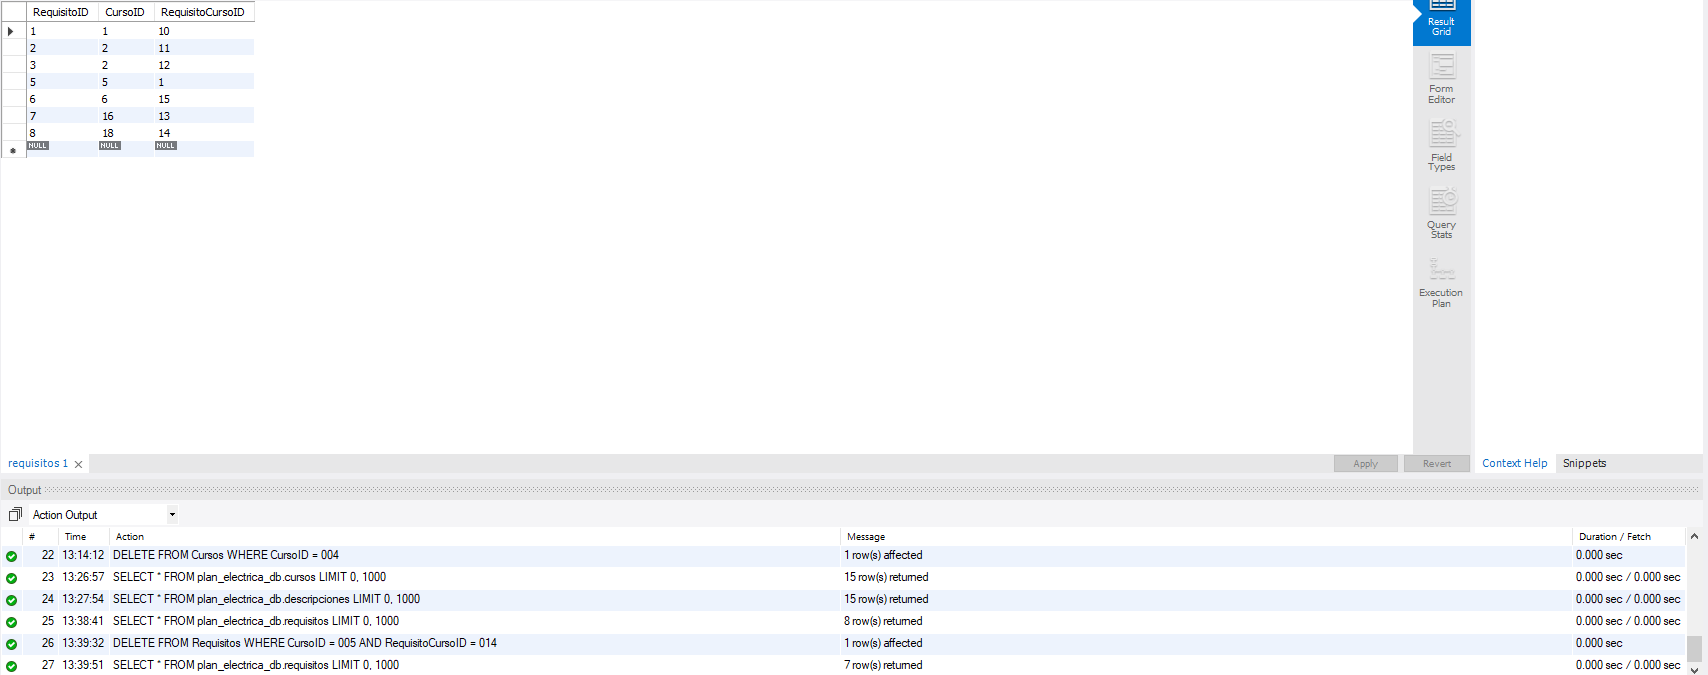 RequisitoID CursoID RequisitoCursoID
1 1 10
2 2 11
3 2 12
5 5 1
6 6 15
7 16 13
8 18 14
NULL NULL NULL
Result
Grid
Form
Editor
Field
Types
Query
Stats
Execution
Plan
requisitos 1
Apply Revert
Context Help Snippets
Output
Action Output
# Time Action Message Duration / Fetch
22 13:14:12 DELETE FROM Cursos WHERE CursoID = 004 1 row(s) affected 0.000 sec
23 13:26:57 SELECT * FROM plan_electrica_db.cursos LIMIT 0, 1000 15 row(s) returned 0.000 sec / 0.000 sec
24 13:27:54 SELECT * FROM plan_electrica_db.descripciones LIMIT 0, 1000 15 row(s) returned 0.000 sec / 0.000 sec
25 13:38:41 SELECT * FROM plan_electrica_db.requisitos LIMIT 0, 1000 8 row(s) returned 0.000 sec / 0.000 sec
26 13:39:32 DELETE FROM Requisitos WHERE CursoID = 005 AND RequisitoCursoID = 014 1 row(s) affected 0.000 sec
27 13:39:51 SELECT * FROM plan_electrica_db.requisitos LIMIT 0, 1000 7 row(s) returned 0.000 sec / 0.000 sec